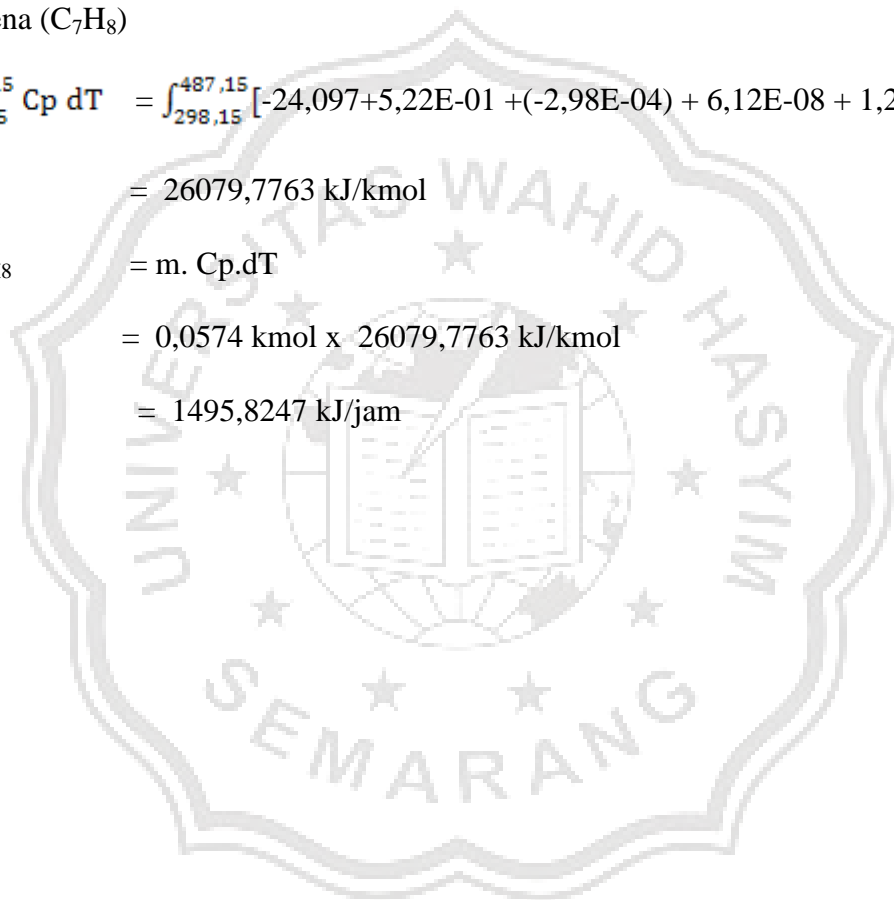 ena (C₇H₈)
15 5 Cp dT = ∫₂₉₈,₁₅⁴⁸⁷,¹⁵ [-24,097+5,22E-01 +(-2,98E-04) + 6,12E-08 + 1,2
= 26079,7763 kJ/kmol
8 = m. Cp.dT
= 0,0574 kmol x 26079,7763 kJ/kmol
= 1495,8247 kJ/jam
UNIVERSITAS WAHID HASYIM
SEMARANG